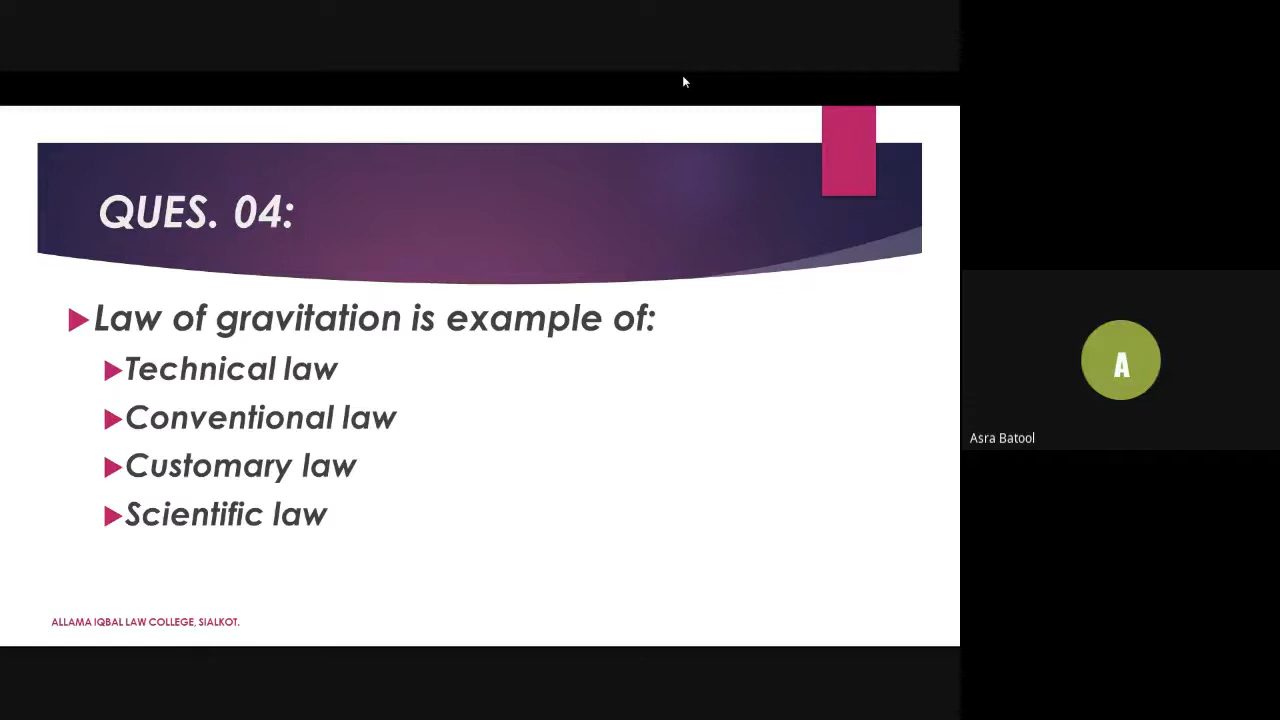 QUES. 04:
Law of gravitation is example of:
Technical law
Conventional law
Customary law
Scientific law
ALLAMA IQBAL LAW COLLEGE, SIALKOT.
A
Asra Batool